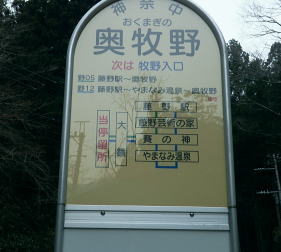 神奈中
おくまきの
奥牧野
次は 牧野入口
野05 藤野駅〜奥牧野
野12 藤野駅〜やまなみ温泉〜奥牧野
藤野駅
藤野芸術の家
賽の神
やまなみ温泉
当停留所